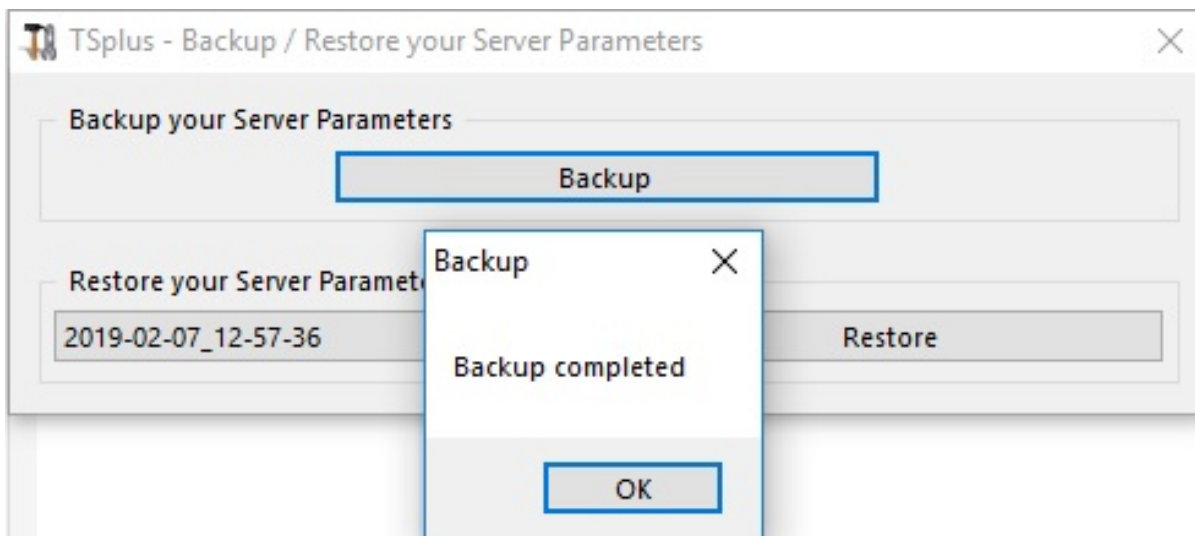 TSplus - Backup / Restore your Server Parameters
Backup your Server Parameters
Backup
Backup
Restore your Server Paramet
2019-02-07_12-57-36
Restore
Backup completed
OK